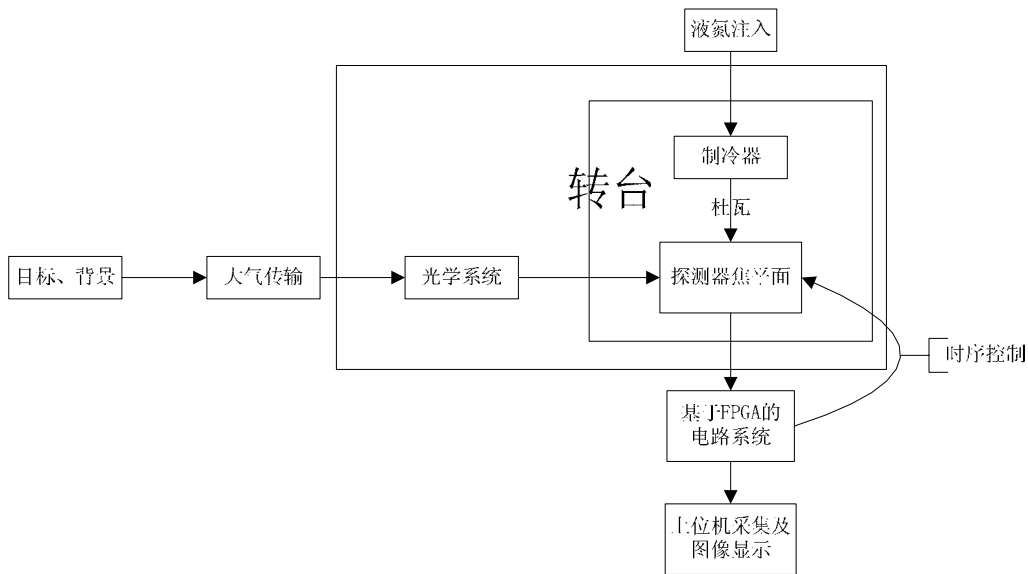 液氮注入
制冷器
转台
杜瓦
目标、背景
大气传输
光学系统
探测器焦平面
时序控制
基于FPGA的
电路系统
上位机采集及
图像显示